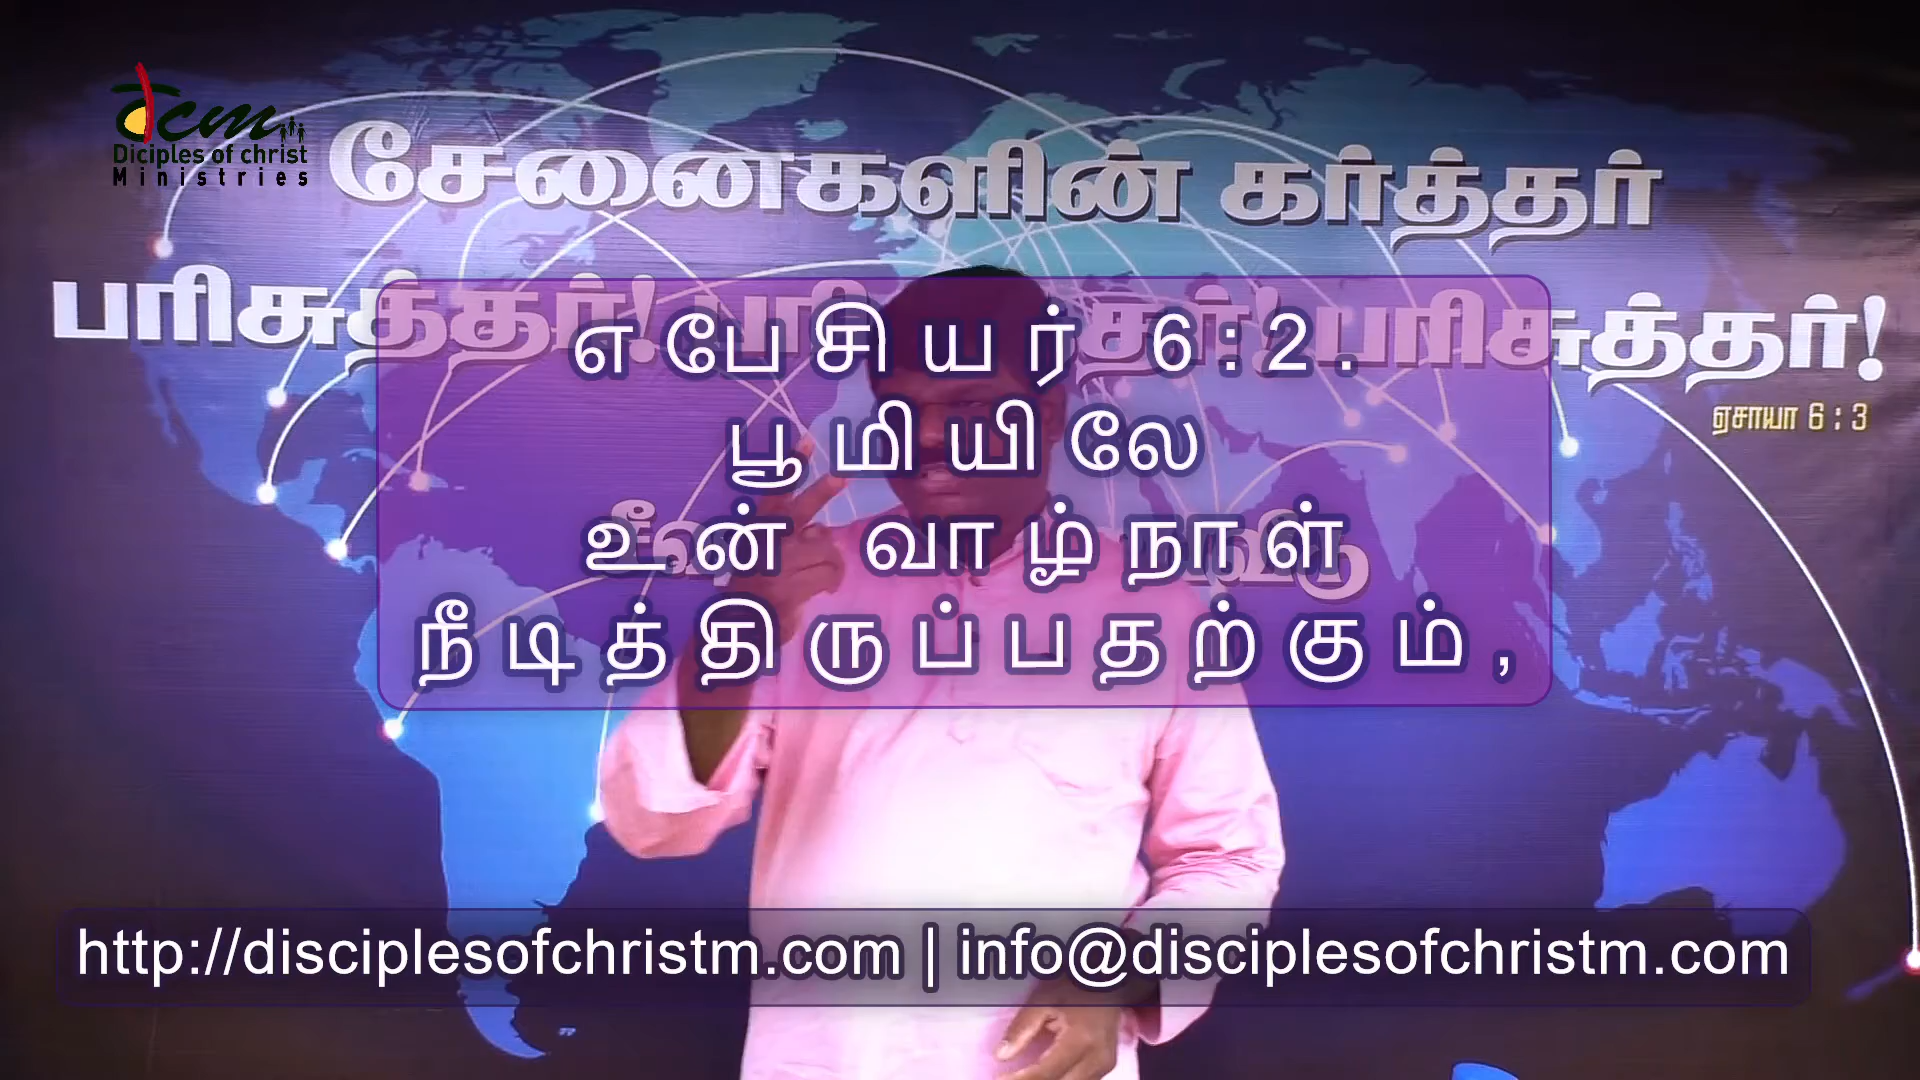 dcm
Diciples of christ
Ministries
சேனைகளின் கர்த்தர்
பரிசுத்தர்! பரிசுத்தர்! பரிசுத்தர்!
ஏசாயா 6 : 3
எபேசியர் 6:2.
பூமியிலே
உன் வாழ்நாள்
நீடித்திருப்பதற்கும்,
http://disciplesofchristm.com | info@disciplesofchristm.com